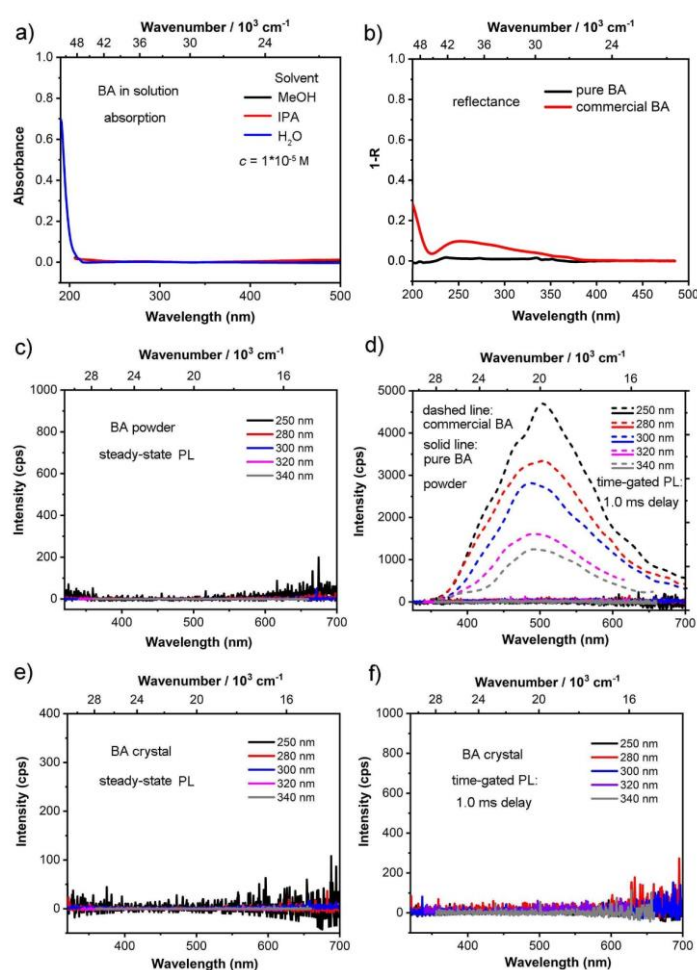 a)
Wavenumber / 10³ cm⁻¹
48 42 36 30 24
BA in solution
absorption
Solvent
MeOH
IPA
H₂O
c = 1*10⁻⁵ M
Absorbance
1.0
0.8
0.6
0.4
0.2
0.0
200 300 400 500
Wavelength (nm)
b)
Wavenumber / 10³ cm⁻¹
48 42 36 30 24
pure BA
commercial BA
reflectance
1-R
1.0
0.8
0.6
0.4
0.2
0.0
200 250 300 350 400 450 500
Wavelength (nm)
c)
Wavenumber / 10³ cm⁻¹
28 24 20 16
BA powder
steady-state PL
250 nm
280 nm
300 nm
320 nm
340 nm
Intensity (cps)
1000
800
600
400
200
0
400 500 600 700
Wavelength (nm)
d)
Wavenumber / 10³ cm⁻¹
28 24 20 16
dashed line:
commercial BA
solid line:
pure BA
powder
250 nm
280 nm
300 nm
320 nm
340 nm
time-gated PL:
1.0 ms delay
Intensity (cps)
5000
4000
3000
2000
1000
0
400 500 600 700
Wavelength (nm)
e)
Wavenumber / 10³ cm⁻¹
28 24 20 16
BA crystal
steady-state PL
250 nm
280 nm
300 nm
320 nm
340 nm
Intensity (cps)
400
300
200
100
0
400 500 600 700
Wavelength (nm)
f)
Wavenumber / 10³ cm⁻¹
28 24 20 16
BA crystal
time-gated PL:
1.0 ms delay
250 nm
280 nm
300 nm
320 nm
340 nm
Intensity (cps)
1000
800
600
400
200
0
400 500 600 700
Wavelength (nm)